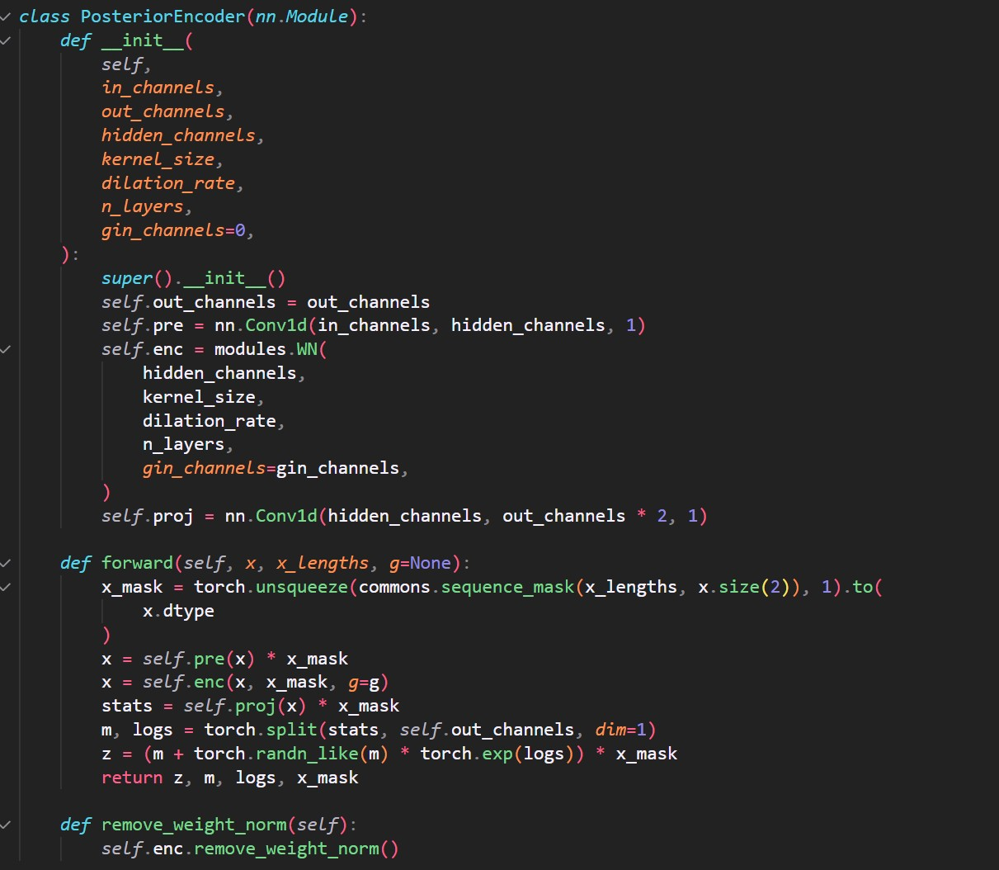 class PosteriorEncoder(nn.Module):
    def __init__(
        self,
        in_channels,
        out_channels,
        hidden_channels,
        kernel_size,
        dilation_rate,
        n_layers,
        gin_channels=0,
    ):
        super().__init__()
        self.out_channels = out_channels
        self.pre = nn.Conv1d(in_channels, hidden_channels, 1)
        self.enc = modules.WN(
            hidden_channels,
            kernel_size,
            dilation_rate,
            n_layers,
            gin_channels=gin_channels,
        )
        self.proj = nn.Conv1d(hidden_channels, out_channels * 2, 1)

    def forward(self, x, x_lengths, g=None):
        x_mask = torch.unsqueeze(commons.sequence_mask(x_lengths, x.size(2)), 1).to(
            x.dtype
        )
        x = self.pre(x) * x_mask
        x = self.enc(x, x_mask, g=g)
        stats = self.proj(x) * x_mask
        m, logs = torch.split(stats, self.out_channels, dim=1)
        z = (m + torch.randn_like(m) * torch.exp(logs)) * x_mask
        return z, m, logs, x_mask

    def remove_weight_norm(self):
        self.enc.remove_weight_norm()